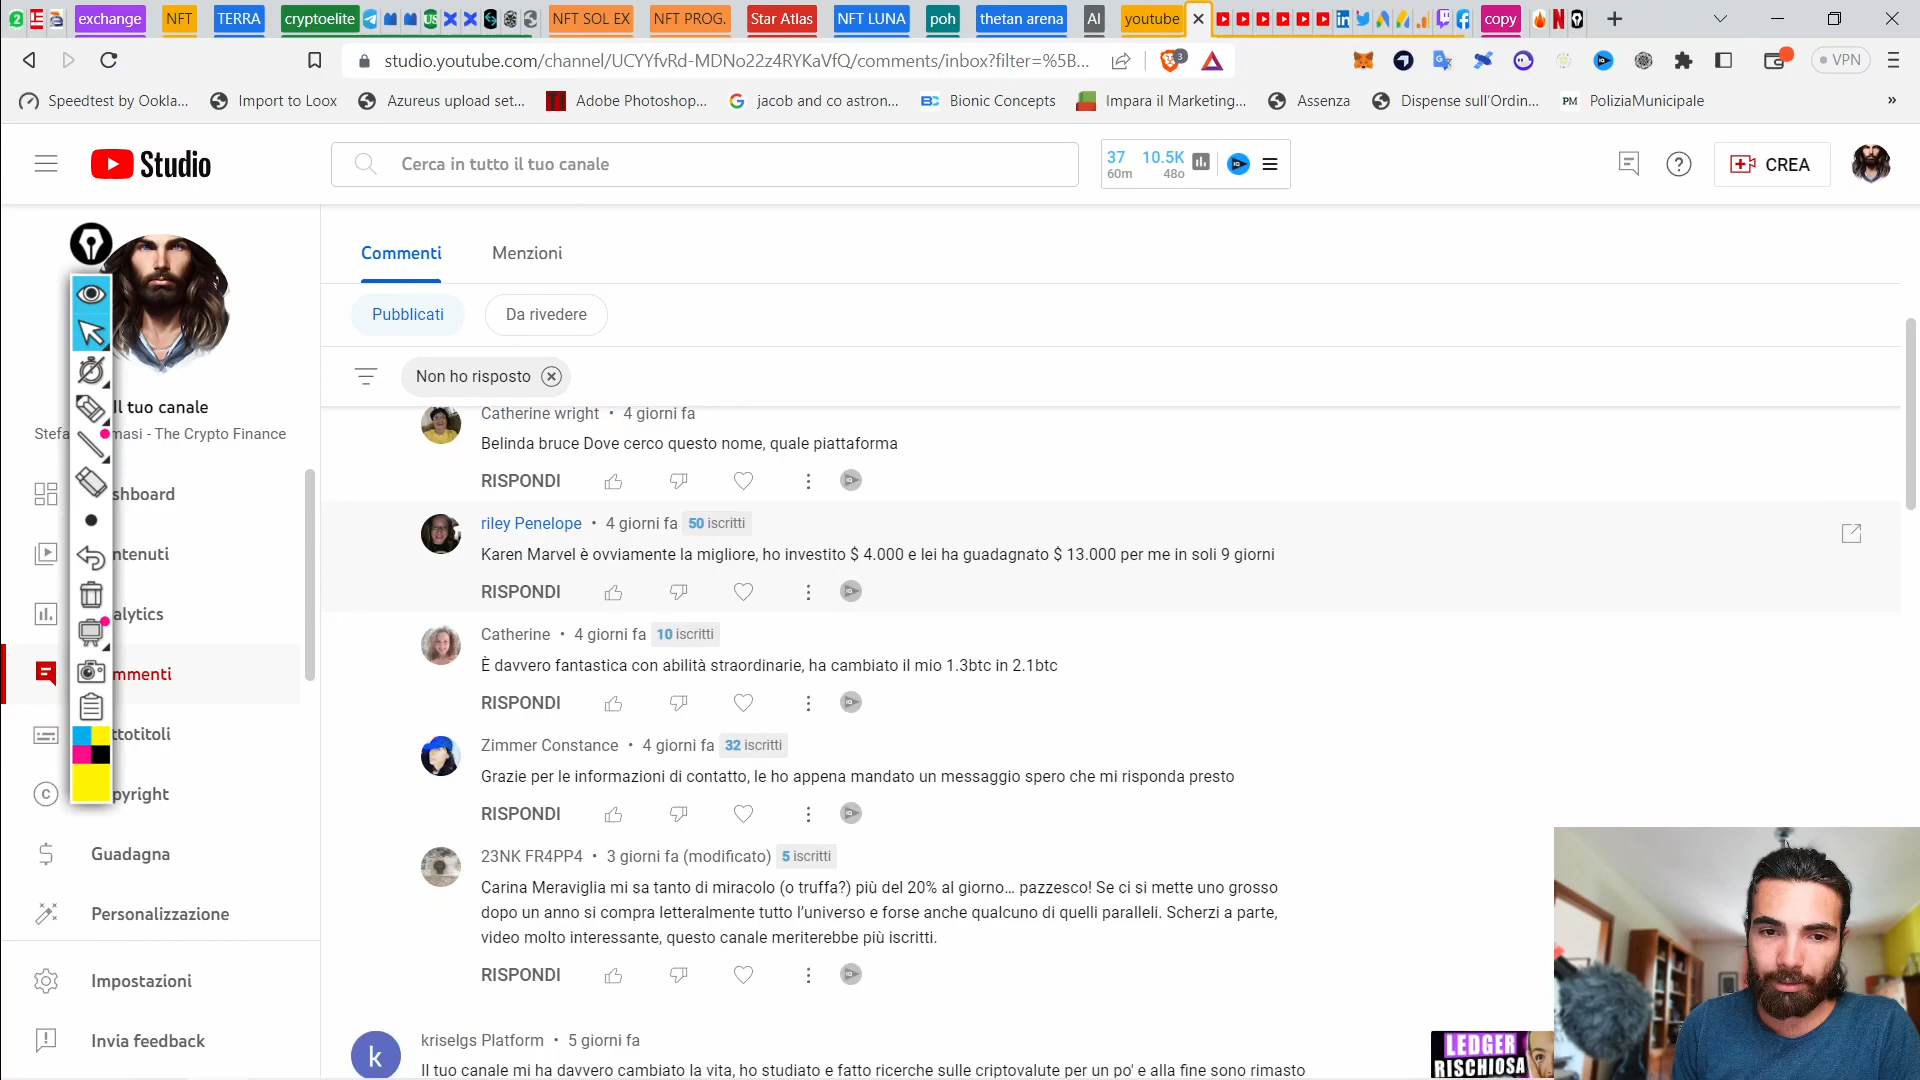 exchange NFT TERRA cryptoelite NFT SOL EX NFT PROG. Star Atlas NFT LUNA poh thetan arena AI youtube copy
studio.youtube.com/channel/UCYYfvRd-MDNo22z4RYKaVfQ/comments/inbox?filter=%5B...
3
VPN
Speedtest by Ookla... Import to Loox Azureus upload set... Adobe Photoshop... jacob and co astron... Bionic Concepts Impara il Marketing... Assenza Dispense sull'Ordin... PM PoliziaMunicipale
Studio
Cerca in tutto il tuo canale
37 10.5K
60m 48o
CREA
Commenti Menzioni
Pubblicati Da rivedere
Non ho risposto
Il tuo canale
Stefa masi - The Crypto Finance
shboard
ntenuti
alytics
mmenti
ttotitoli
pyright
Guadagna
Personalizzazione
Impostazioni
Invia feedback
Catherine wright • 4 giorni fa
Belinda bruce Dove cerco questo nome, quale piattaforma
RISPONDI
riley Penelope • 4 giorni fa 50 iscritti
Karen Marvel è ovviamente la migliore, ho investito $ 4.000 e lei ha guadagnato $ 13.000 per me in soli 9 giorni
RISPONDI
Catherine • 4 giorni fa 10 iscritti
È davvero fantastica con abilità straordinarie, ha cambiato il mio 1.3btc in 2.1btc
RISPONDI
Zimmer Constance • 4 giorni fa 32 iscritti
Grazie per le informazioni di contatto, le ho appena mandato un messaggio spero che mi risponda presto
RISPONDI
23NK FR4PP4 • 3 giorni fa (modificato) 5 iscritti
Carina Meraviglia mi sa tanto di miracolo (o truffa?) più del 20% al giorno... pazzesco! Se ci si mette uno grosso
dopo un anno si compra letteralmente tutto l'universo e forse anche qualcuno di quelli paralleli. Scherzi a parte,
video molto interessante, questo canale meriterebbe più iscritti.
RISPONDI
k
kriselgs Platform • 5 giorni fa
Il tuo canale mi ha davvero cambiato la vita, ho studiato e fatto ricerche sulle criptovalute per un po' e alla fine sono rimasto
LEDGER
RISCHIOSA